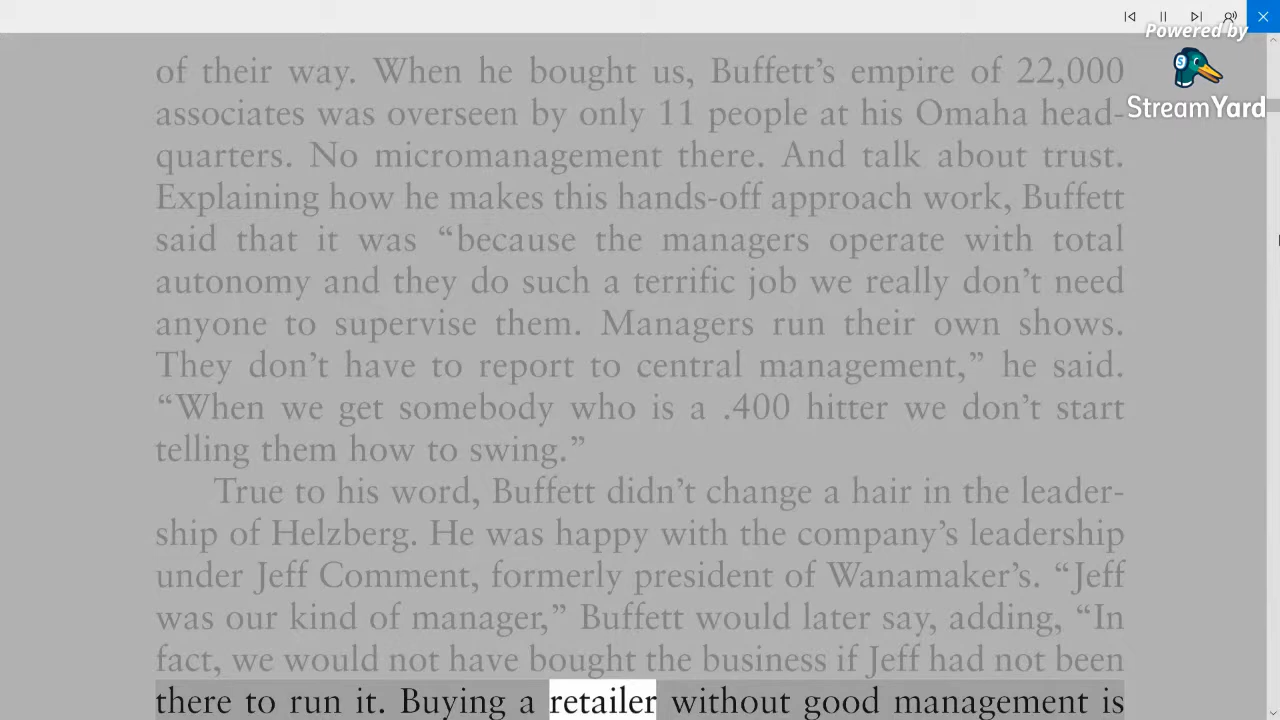 Powered by
StreamYard
of their way. When he bought us, Buffett’s empire of 22,000
associates was overseen by only 11 people at his Omaha head-
quarters. No micromanagement there. And talk about trust.
Explaining how he makes this hands-off approach work, Buffett
said that it was “because the managers operate with total
autonomy and they do such a terrific job we really don’t need
anyone to supervise them. Managers run their own shows.
They don’t have to report to central management,” he said.
“When we get somebody who is a .400 hitter we don’t start
telling them how to swing.”
True to his word, Buffett didn’t change a hair in the leader-
ship of Helzberg. He was happy with the company’s leadership
under Jeff Comment, formerly president of Wanamaker’s. “Jeff
was our kind of manager,” Buffett would later say, adding, “In
fact, we would not have bought the business if Jeff had not been
there to run it. Buying a retailer without good management is